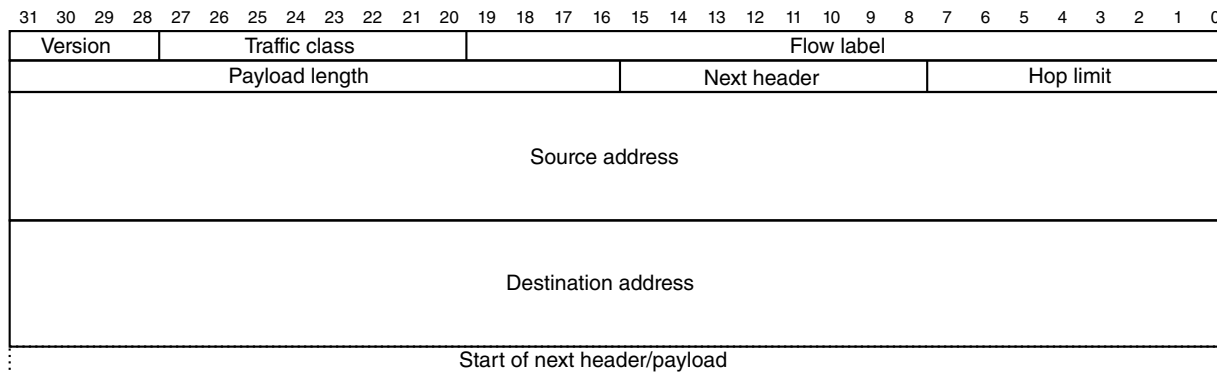 31 30 29 28 27 26 25 24 23 22 21 20 19 18 17 16 15 14 13 12 11 10 9 8 7 6 5 4 3 2 1 0
Version Traffic class Flow label
Payload length Next header Hop limit
Source address
Destination address
Start of next header/payload